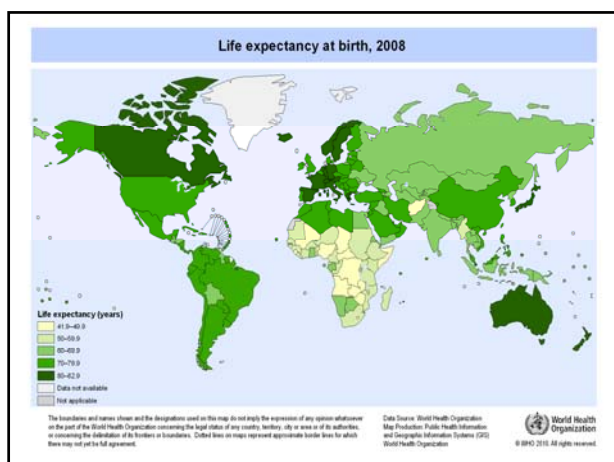 Life expectancy at birth, 2008
Life expectancy (years)
41.9–49.9
50–59.9
60–69.9
70–79.9
80–82.9
Data not available
Not applicable
The boundaries and names shown and the designations used on this map do not imply the expression of any opinion whatsoever
on the part of the World Health Organization concerning the legal status of any country, territory, city or area or of its authorities,
or concerning the delimitation of its frontiers or boundaries. Dotted lines on maps represent approximate border lines for which
there may not yet be full agreement.
Data Source: World Health Organization
Map Production: Public Health Information
and Geographic Information Systems (GIS)
World Health Organization
World Health
Organization
© WHO 2010. All rights reserved.